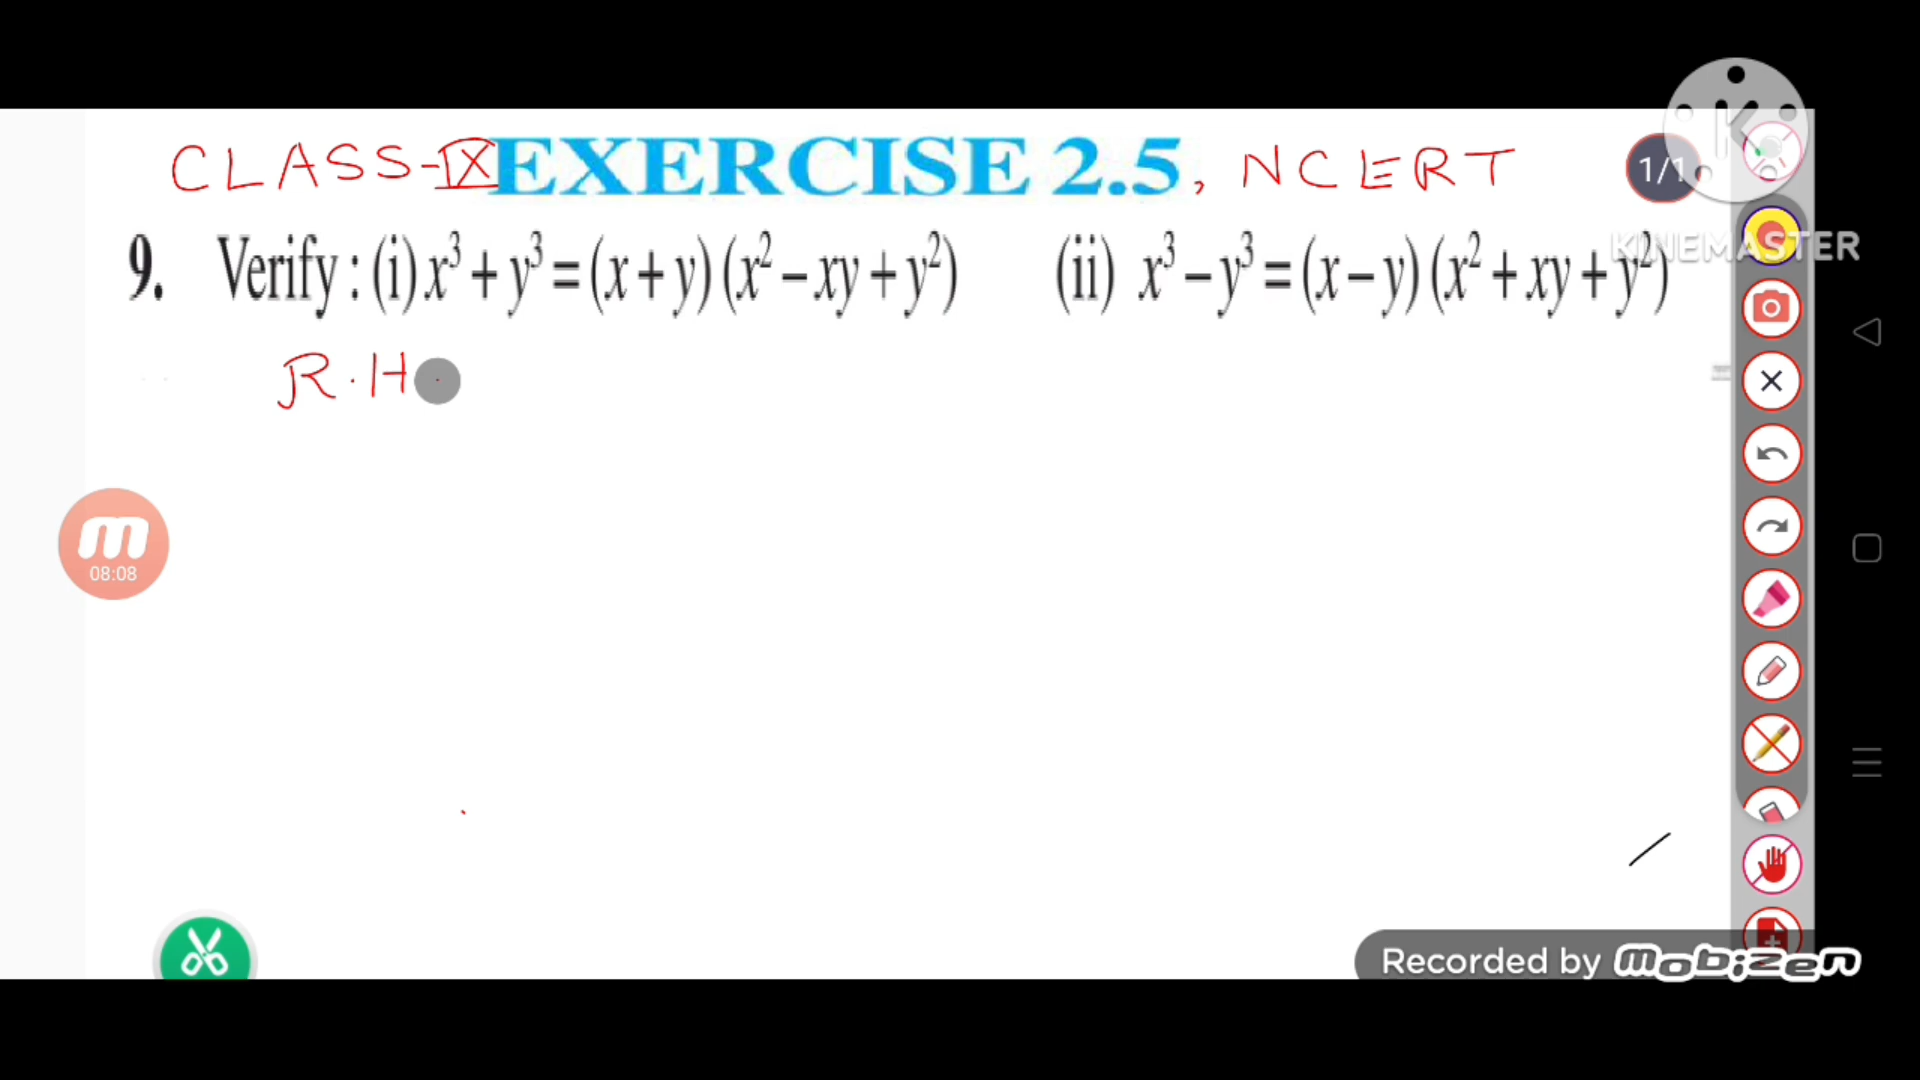 CLASS-IX EXERCISE 2.5, NCERT
1/1
KINEMASTER
9. Verify : (i) x³ + y³ = (x + y) (x² – xy + y²) (ii) x³ – y³ = (x – y) (x² + xy + y²)
R.H.
08:08
Recorded by Mobizen